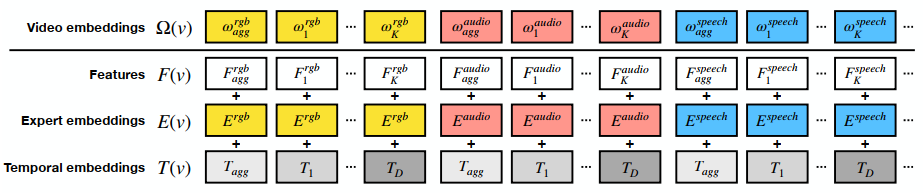 Video embeddings Ω(v) ω_agg^rgb ω_1^rgb ... ω_K^rgb ω_agg^audio ω_1^audio ... ω_K^audio ω_agg^speech ω_1^speech ... ω_K^speech ...
Features F(v) F_agg^rgb F_1^rgb ... F_K^rgb F_agg^audio F_1^audio ... F_K^audio F_agg^speech F_1^speech ... F_K^speech ...
+ + + + + + + + +
Expert embeddings E(v) E^rgb E^rgb ... E^rgb E^audio E^audio ... E^audio E^speech E^speech ... E^speech ...
+ + + + + + + + +
Temporal embeddings T(v) T_agg T_1 ... T_D T_agg T_1 ... T_D T_agg T_1 ... T_D ...